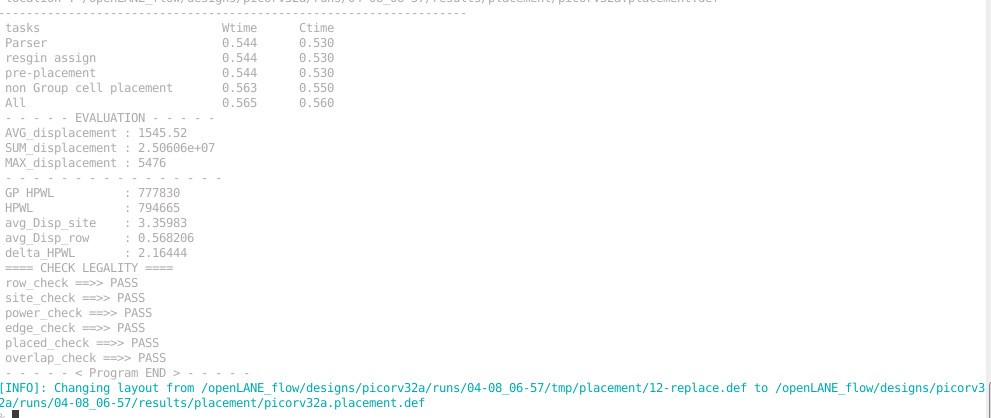 location : /openLANE_flow/designs/picorv32a/runs/04-08_06-57/results/placement/picorv32a.placement.def
-------------------------------------------------------------------
tasks Wtime Ctime
Parser 0.544 0.530
resgin assign 0.544 0.530
pre-placement 0.544 0.530
non Group cell placement 0.563 0.550
All 0.565 0.560
- - - - - EVALUATION - - - - -
AVG_displacement : 1545.52
SUM_displacement : 2.50606e+07
MAX_displacement : 5476
- - - - - - - - - - - - - - - -
GP HPWL : 777830
HPWL : 794665
avg_Disp_site : 3.35983
avg_Disp_row : 0.568206
delta_HPWL : 2.16444
==== CHECK LEGALITY ====
row_check ==>> PASS
site_check ==>> PASS
power_check ==>> PASS
edge_check ==>> PASS
placed_check ==>> PASS
overlap_check ==>> PASS
- - - - - < Program END > - - - - -
[INFO]: Changing layout from /openLANE_flow/designs/picorv32a/runs/04-08_06-57/tmp/placement/12-replace.def to /openLANE_flow/designs/picorv3
2a/runs/04-08_06-57/results/placement/picorv32a.placement.def
%